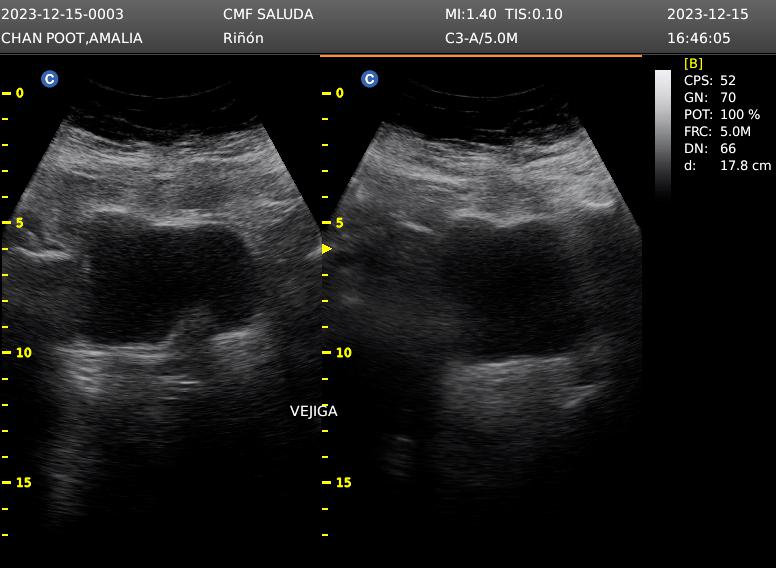 2023-12-15-0003 CMF SALUDA MI:1.40 TIS:0.10 2023-12-15
CHAN POOT,AMALIA Riñón C3-A/5.0M 16:46:05
C C
[B]
CPS: 52
GN: 70
POT: 100 %
FRC: 5.0M
DN: 66
d: 17.8 cm
0 0
5 5
10 10
VEJIGA
15 15